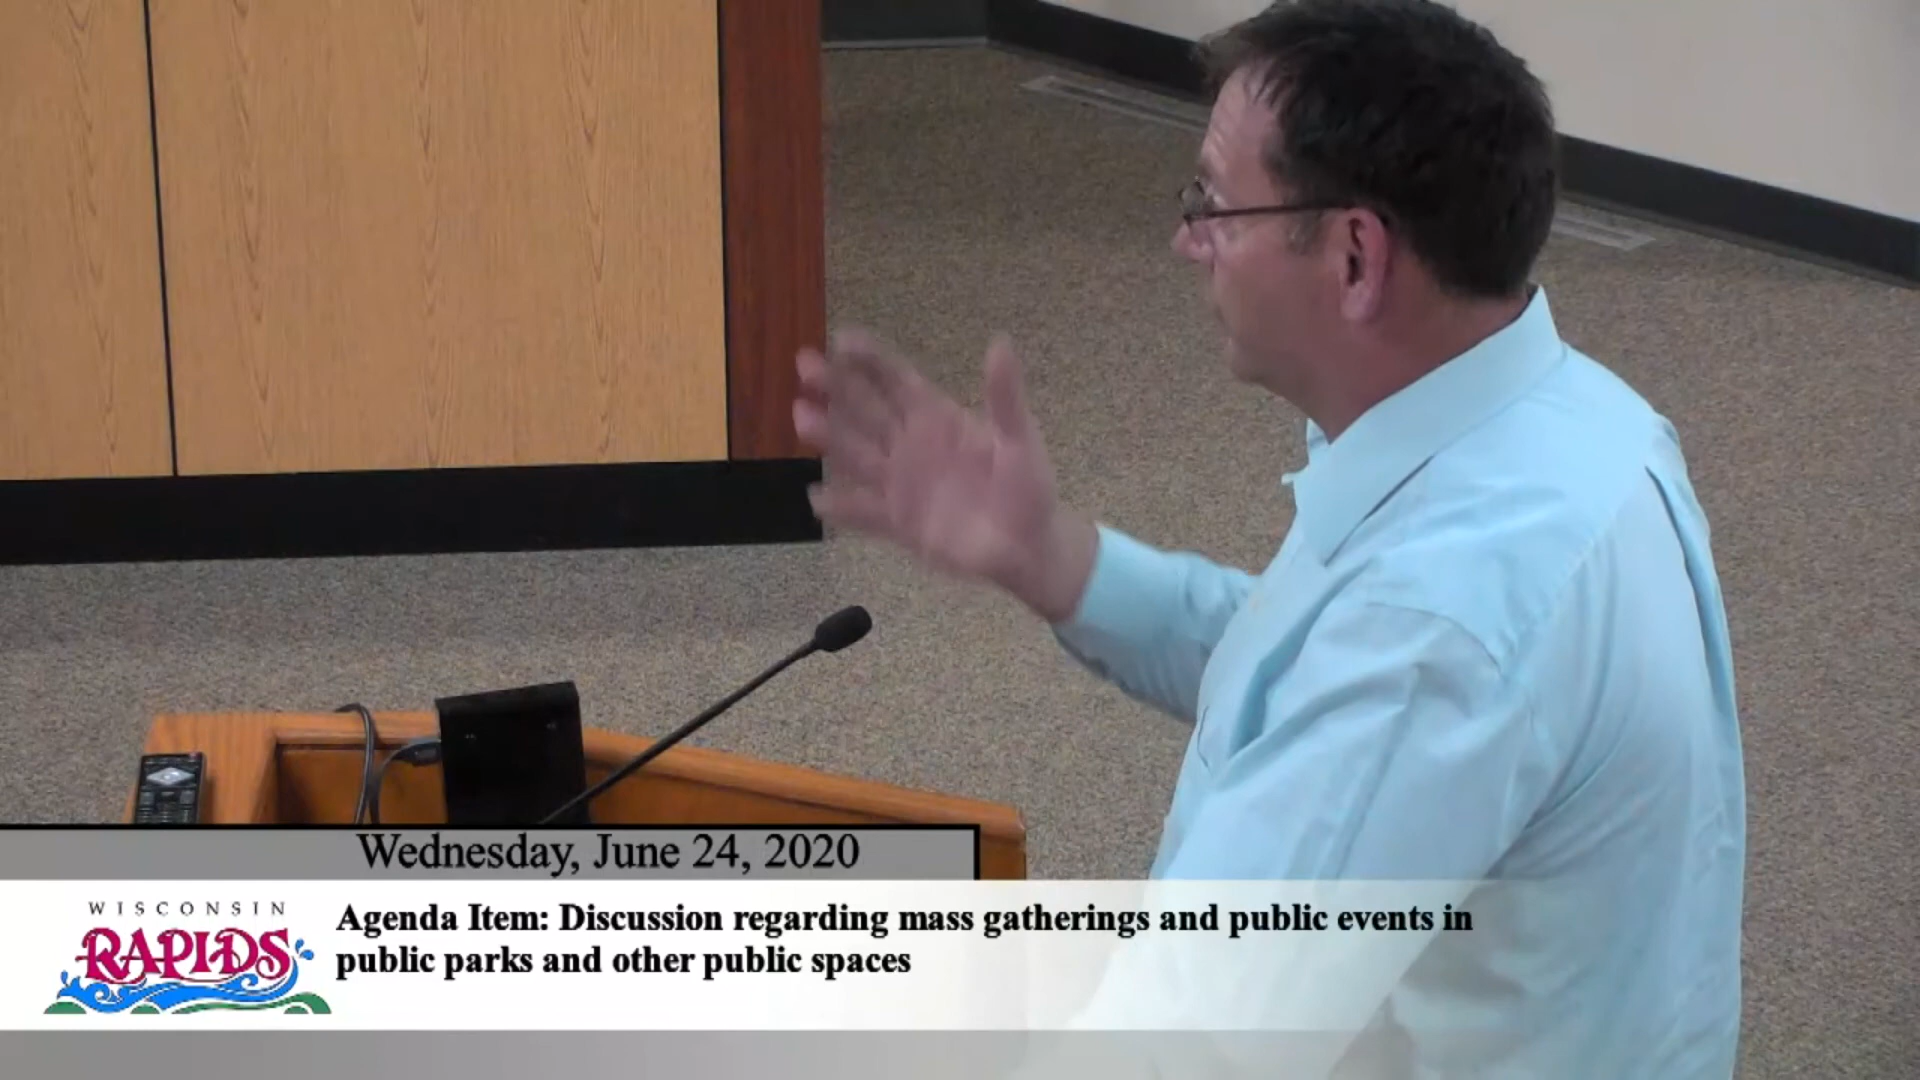 Wednesday, June 24, 2020
WISCONSIN
RAPIDS
Agenda Item: Discussion regarding mass gatherings and public events in
public parks and other public spaces